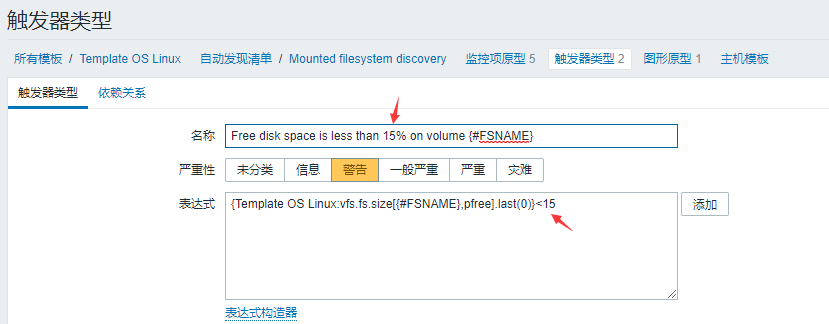 触发器类型
所有模板 / Template OS Linux 自动发现清单 / Mounted filesystem discovery 监控项原型 5 触发器类型 2 图形原型 1 主机模板
触发器类型 依赖关系
名称 Free disk space is less than 15% on volume {#FSNAME}
严重性 未分类 信息 警告 一般严重 严重 灾难
表达式 {Template OS Linux:vfs.fs.size[{#FSNAME},pfree].last(0)}<15 添加
表达式构造器